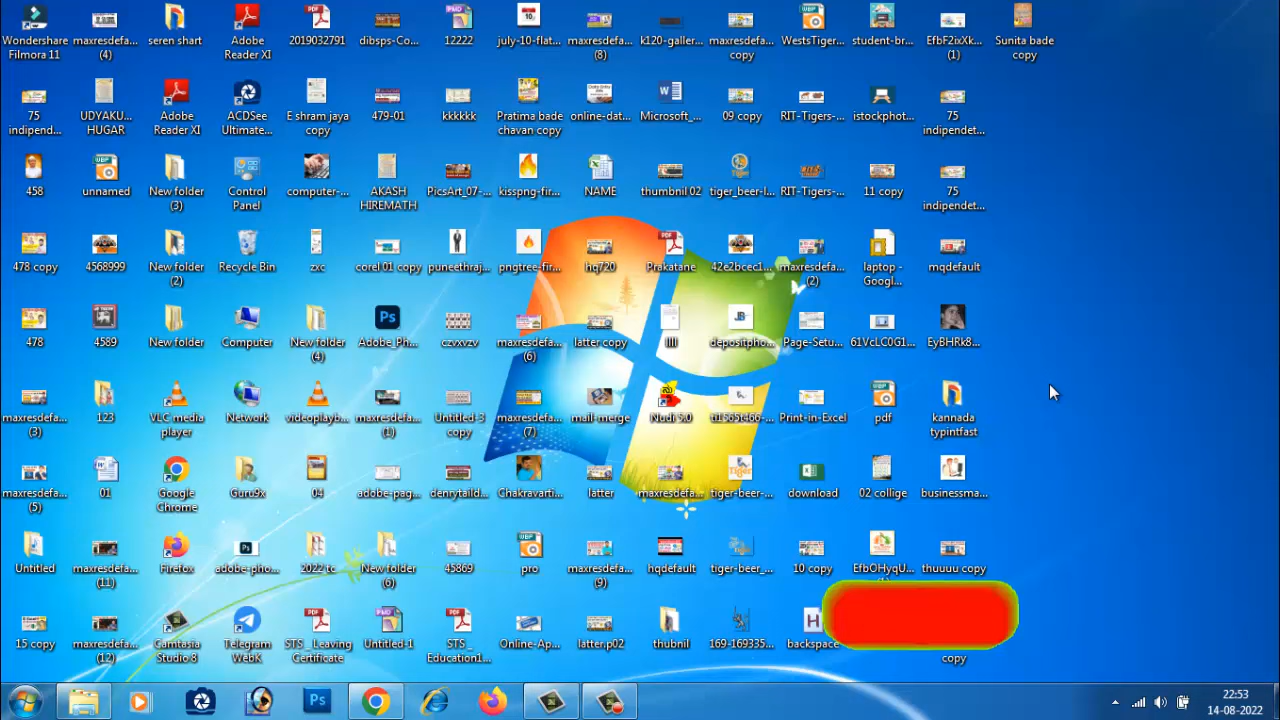 Wondershare Filmora 11
maxresdefa... (4)
seren shart
Adobe Reader XI
2019032791
dibsps-Co...
12222
july-10-flat...
maxresdefa... (8)
k120-galler...
maxresdefa... copy
WestsTiger...
student-br...
EfbF2ixXk... (1)
Sunita bade copy
75 indipend...
UDYAKU... HUGAR
Adobe Reader XI
ACDSee Ultimate...
E shram jaya copy
479-01
kkkkkk
Pratima bade chavan copy
online-dat...
Microsoft_...
09 copy
RIT-Tigers-...
istockphot...
75 indipendet...
458
unnamed
New folder (3)
Control Panel
computer-...
AKASH HIREMATH
PicsArt_07-...
kisspng-fir...
NAME
thumbnil 02
tiger_beer-l...
RIT-Tigers-...
11 copy
75 indipendet...
478 copy
4568999
New folder (2)
Recycle Bin
zxc
corel 01 copy
puneethraj...
pngtree-fir...
hq720
Prakatane
42e2bcec1...
maxresdefa... (2)
laptop - Googl...
mqdefault
478
4589
New folder
Computer
New folder (4)
Adobe_Ph...
czvxvzv
maxresdefa... (6)
latter copy
llll
depositpho...
Page-Setu...
61VcLC0G1...
EyBHRk8...
maxresdefa... (3)
123
VLC media player
Network
videoplayb...
maxresdefa... (1)
Untitled-3 copy
maxresdefa... (7)
mail-merge
Nudi 5.0
Print-in-Excel
pdf
kannada typintfast
maxresdefa... (5)
01
Google Chrome
Guru9x
04
adobe-pag...
denrytaild...
Chakravarti...
latter
maxresdefa...
tiger-beer-...
download
02 collige
businessma...
Untitled
maxresdefa... (11)
Firefox
adobe-pho...
2022 tc
New folder (6)
45869
pro
maxresdefa... (9)
hqdefault
tiger-beer_...
10 copy
EfbOHyqU...
thuuuu copy
15 copy
maxresdefa... (12)
Camtasia Studio 8
Telegram WebK
STS _ Leaving Certificate
Untitled-1
STS _ Education1...
Online-Ap...
latter.p02
thubnil
169-169335...
backspace
copy
22:53
14-08-2022